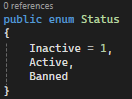 0 references
public enum Status
{
Inactive = 1,
Active,
Banned
}